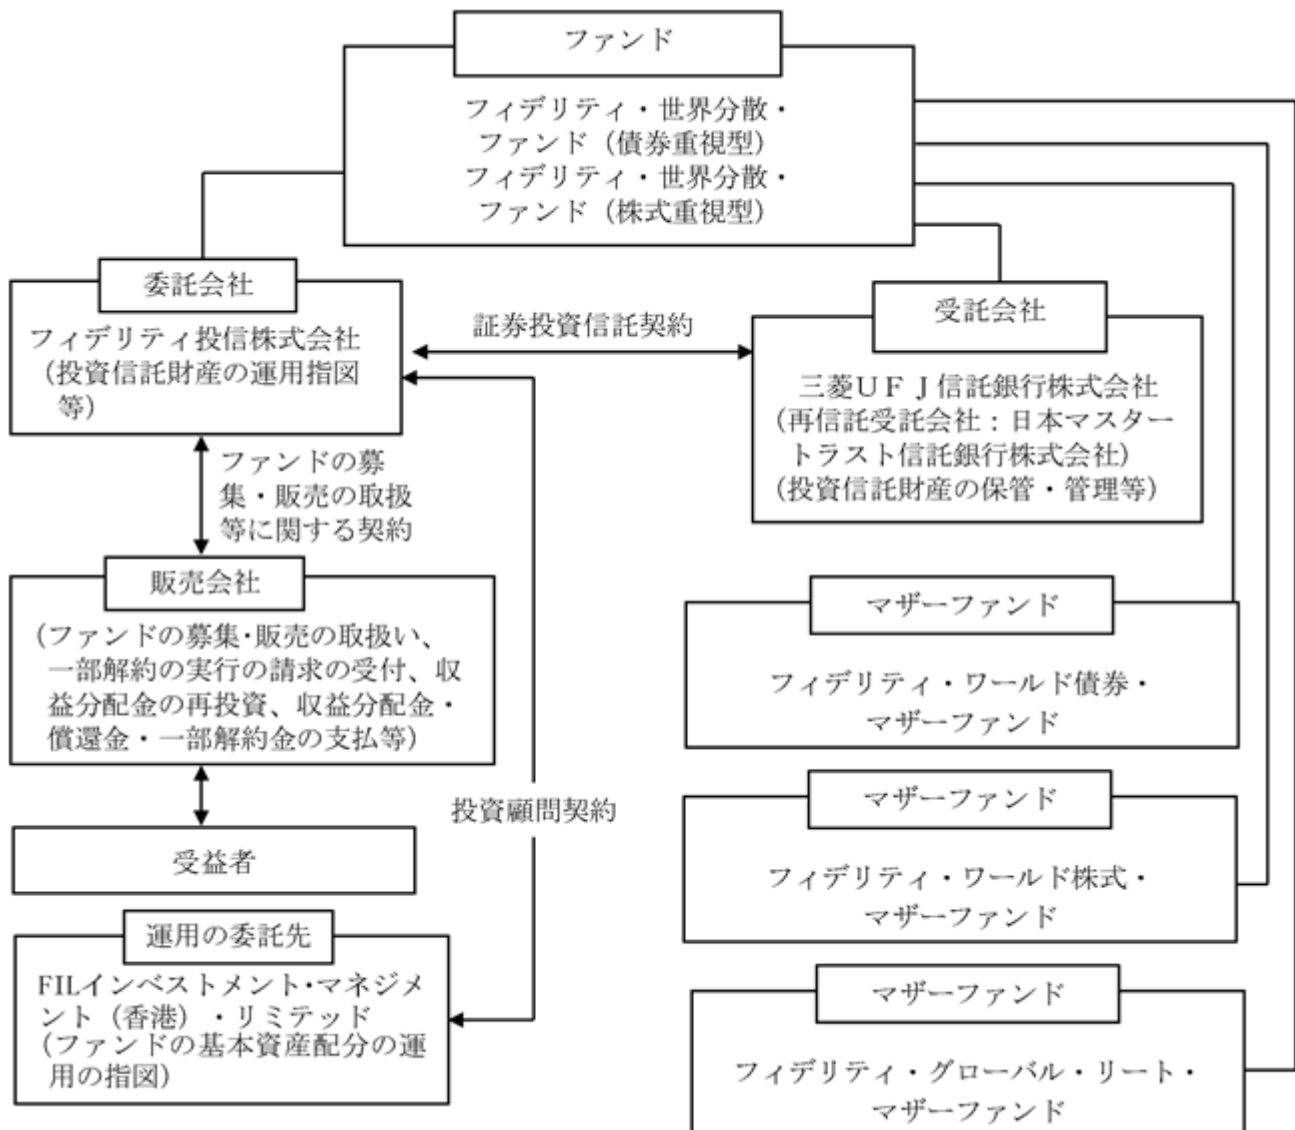 ファンド
フィデリティ・世界分散・
ファンド（債券重視型）
フィデリティ・世界分散・
ファンド（株式重視型）
委託会社
フィデリティ投信株式会社
（投資信託財産の運用指図
等）
証券投資信託契約
受託会社
三菱ＵＦＪ信託銀行株式会社
（再信託受託会社：日本マスター
トラスト信託銀行株式会社）
（投資信託財産の保管・管理等）
ファンドの募
集・販売の取扱
等に関する契約
販売会社
（ファンドの募集・販売の取扱い、
一部解約の実行の請求の受付、収
益分配金の再投資、収益分配金・
償還金・一部解約金の支払等）
投資顧問契約
受益者
運用の委託先
FILインベストメント・マネジメ
ント（香港）・リミテッド
（ファンドの基本資産配分の運
用の指図）
マザーファンド
フィデリティ・ワールド債券・
マザーファンド
マザーファンド
フィデリティ・ワールド株式・
マザーファンド
マザーファンド
フィデリティ・グローバル・リート・
マザーファンド